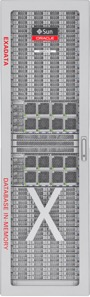 Sun
ORACLE
EXADATA
DATABASE IN-MEMORY
X